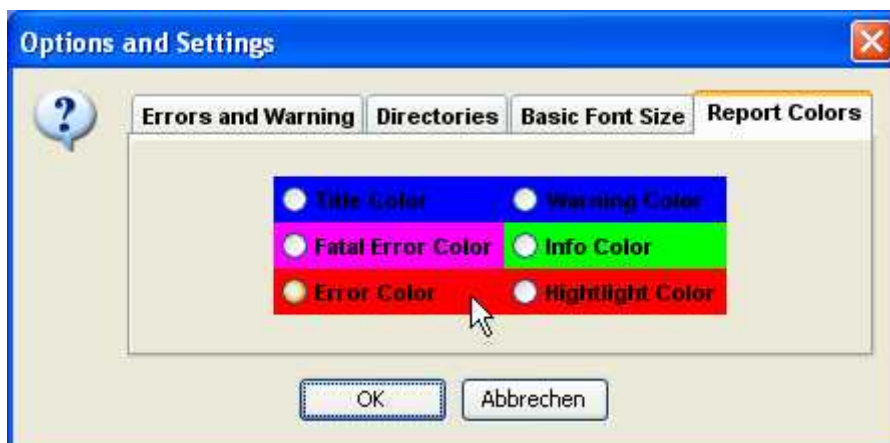 Options and Settings
Errors and Warning Directories Basic Font Size Report Colors
Title Color Warning Color
Fatal Error Color Info Color
Error Color Hightlight Color
OK Abbrechen